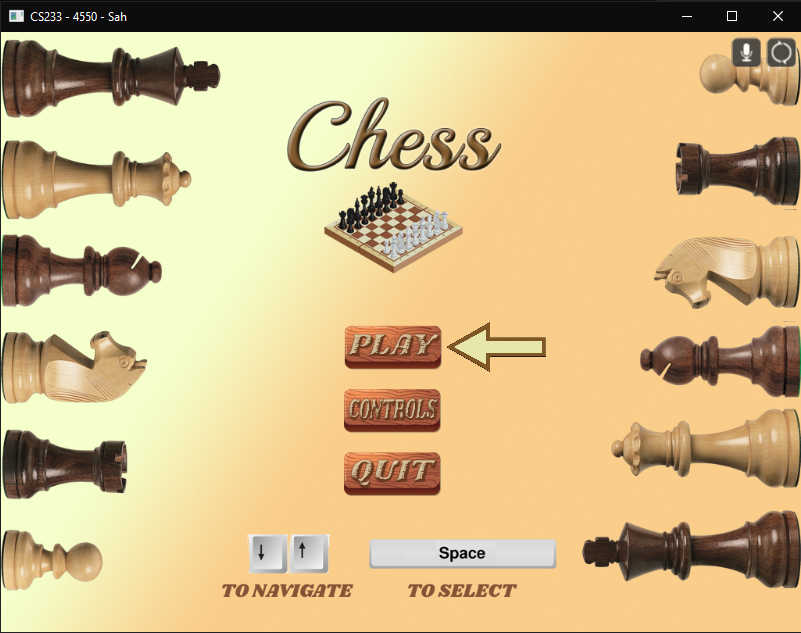 CS233 - 4550 - Sah
Chess
PLAY
CONTROLS
QUIT
Space
TO NAVIGATE
TO SELECT